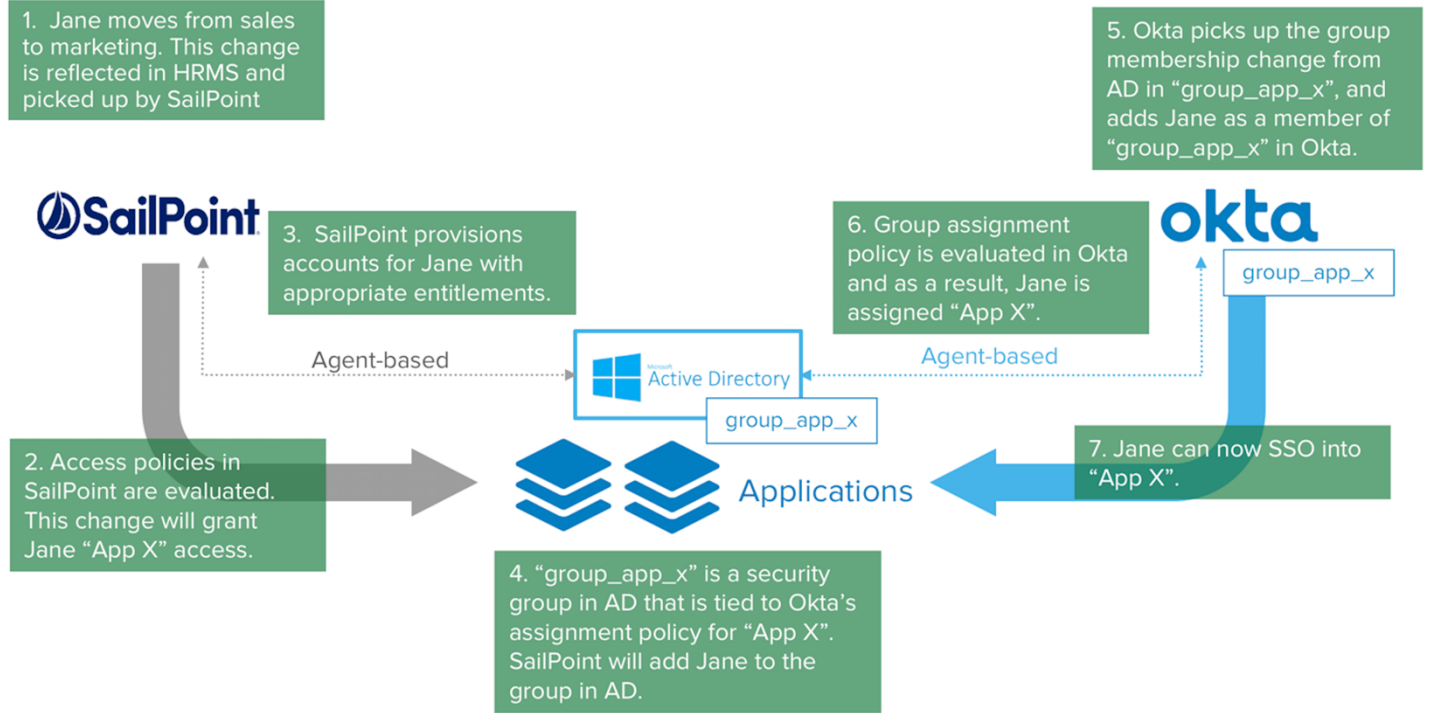 1. Jane moves from sales
to marketing. This change
is reflected in HRMS and
picked up by SailPoint
5. Okta picks up the group
membership change from
AD in “group_app_x”, and
adds Jane as a member of
“group_app_x” in Okta.
SailPoint
3. SailPoint provisions
accounts for Jane with
appropriate entitlements.
6. Group assignment
policy is evaluated in Okta
and as a result, Jane is
assigned “App X”.
okta
group_app_x
Agent-based
Agent-based
Microsoft
Active Directory
group_app_x
2. Access policies in
SailPoint are evaluated.
This change will grant
Jane “App X” access.
Applications
7. Jane can now SSO into
“App X”.
4. “group_app_x” is a security
group in AD that is tied to Okta’s
assignment policy for “App X”.
SailPoint will add Jane to the
group in AD.